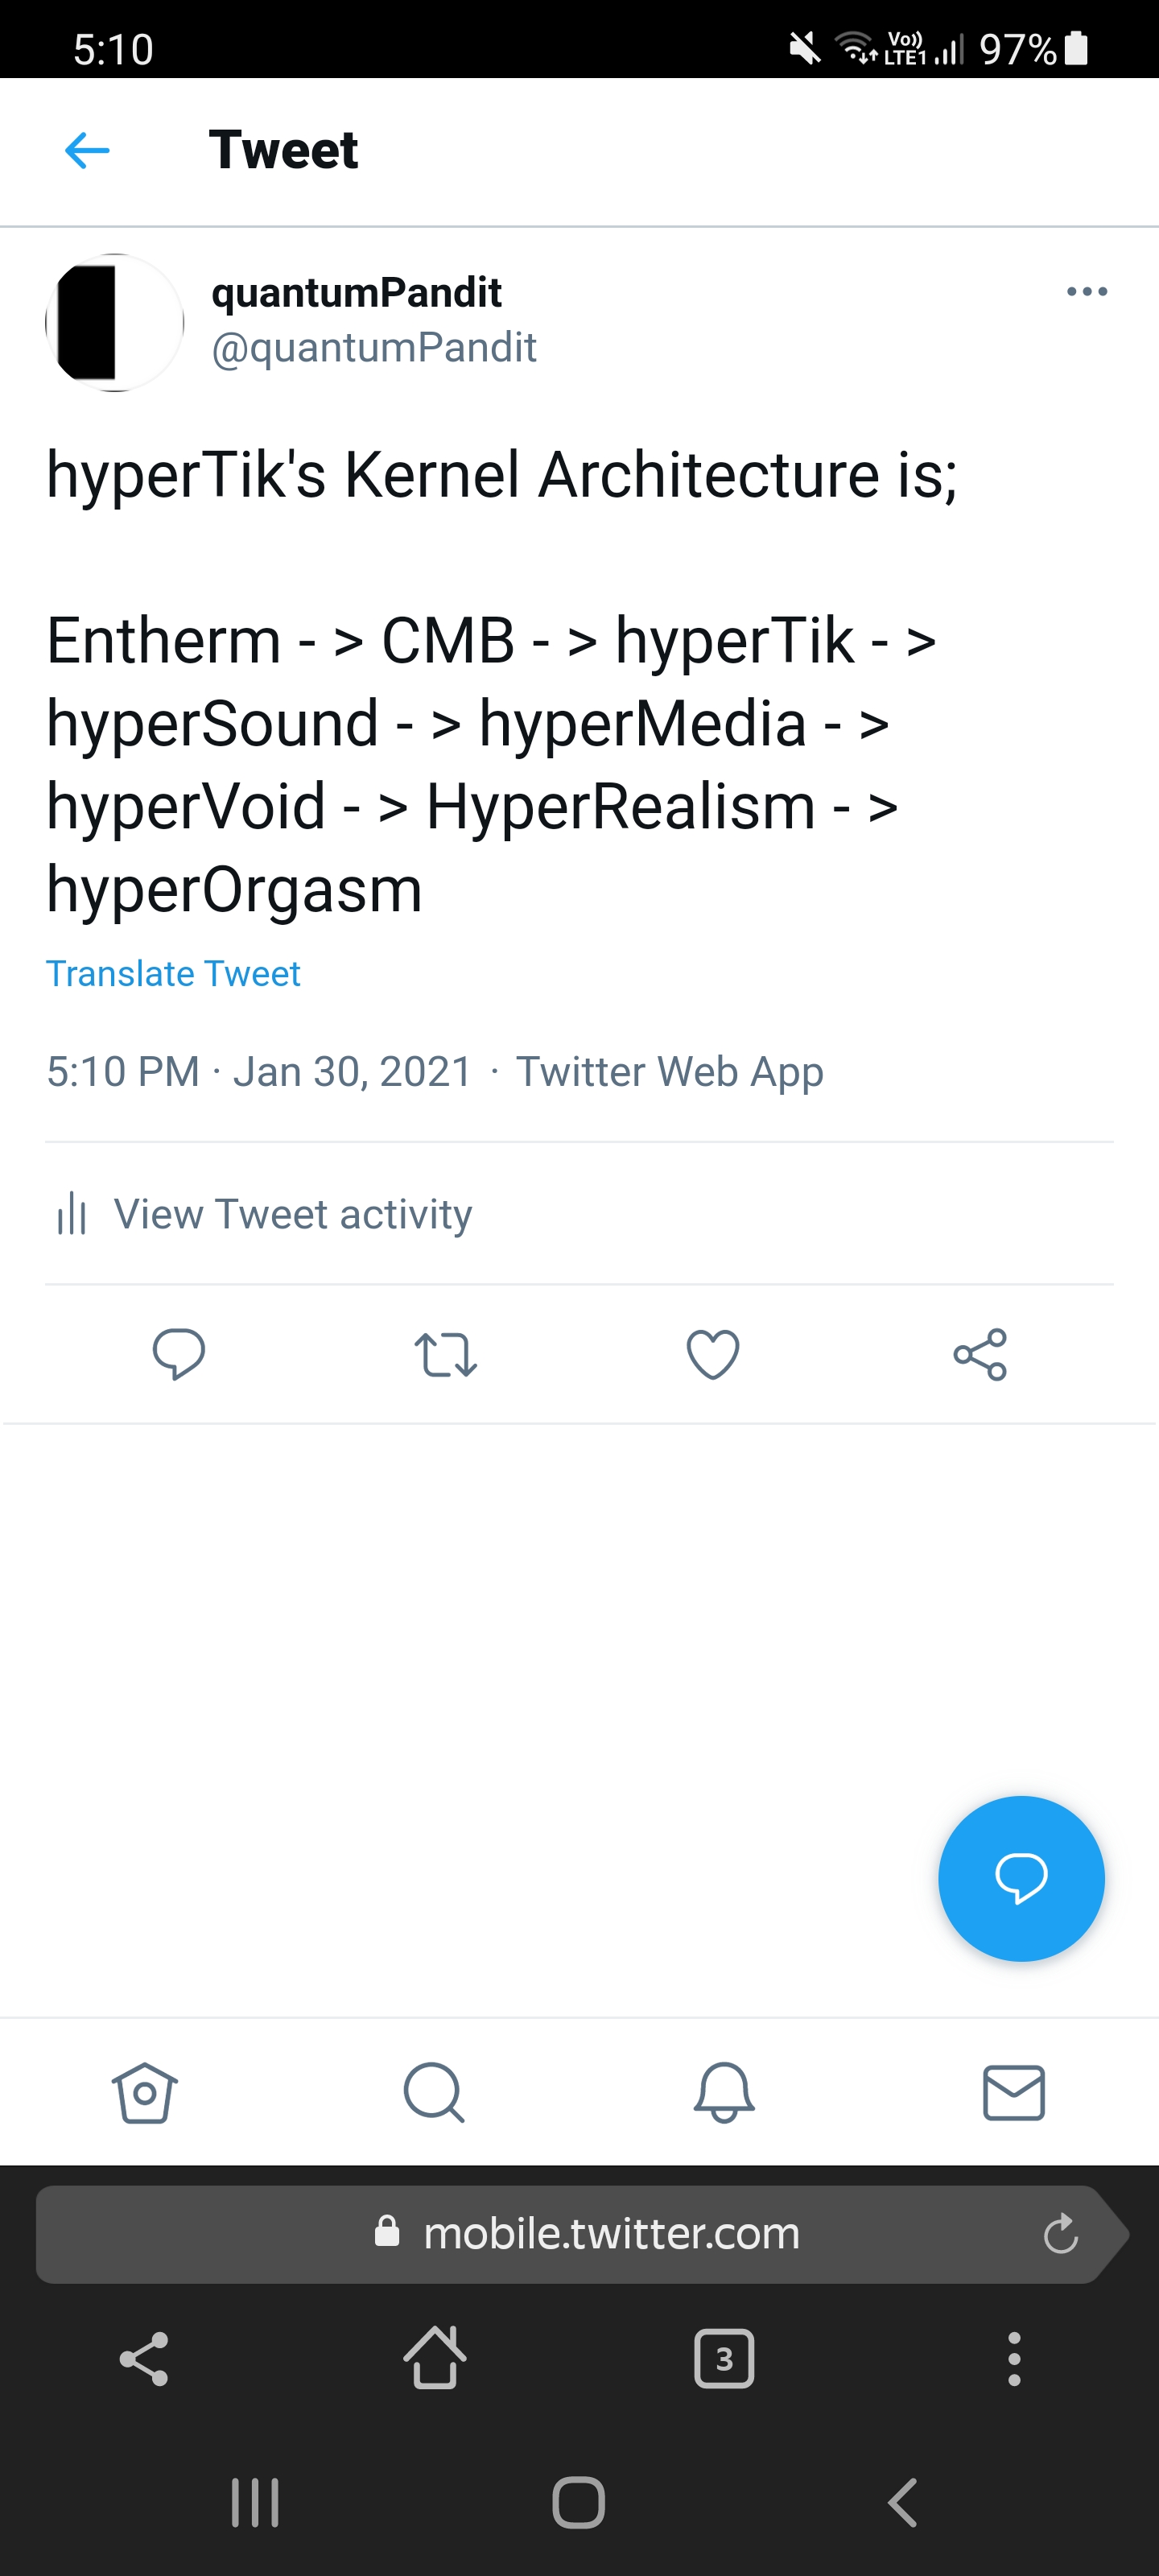 5:10
Vo)) LTE1 97%
Tweet
quantumPandit
@quantumPandit
hyperTik's Kernel Architecture is;
Entherm - > CMB - > hyperTik - >
hyperSound - > hyperMedia - >
hyperVoid - > HyperRealism - >
hyperOrgasm
Translate Tweet
5:10 PM · Jan 30, 2021 · Twitter Web App
View Tweet activity
mobile.twitter.com
3